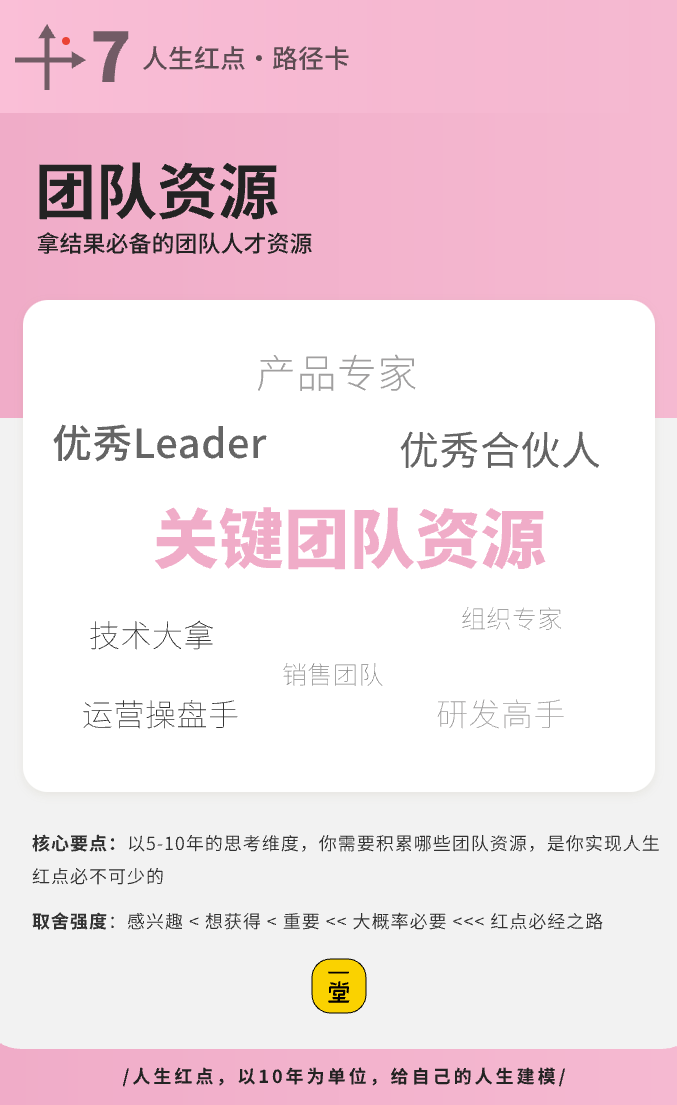 7 人生红点·路径卡
团队资源
拿结果必备的团队人才资源
产品专家
优秀Leader
优秀合伙人
关键团队资源
组织专家
技术大拿
销售团队
运营操盘手
研发高手
核心要点：以5-10年的思考维度，你需要积累哪些团队资源，是你实现人生
红点必不可少的
取舍强度：感兴趣 < 想获得 < 重要 << 大概率必要 <<< 红点必经之路
一堂
/人生红点，以10年为单位，给自己的人生建模/